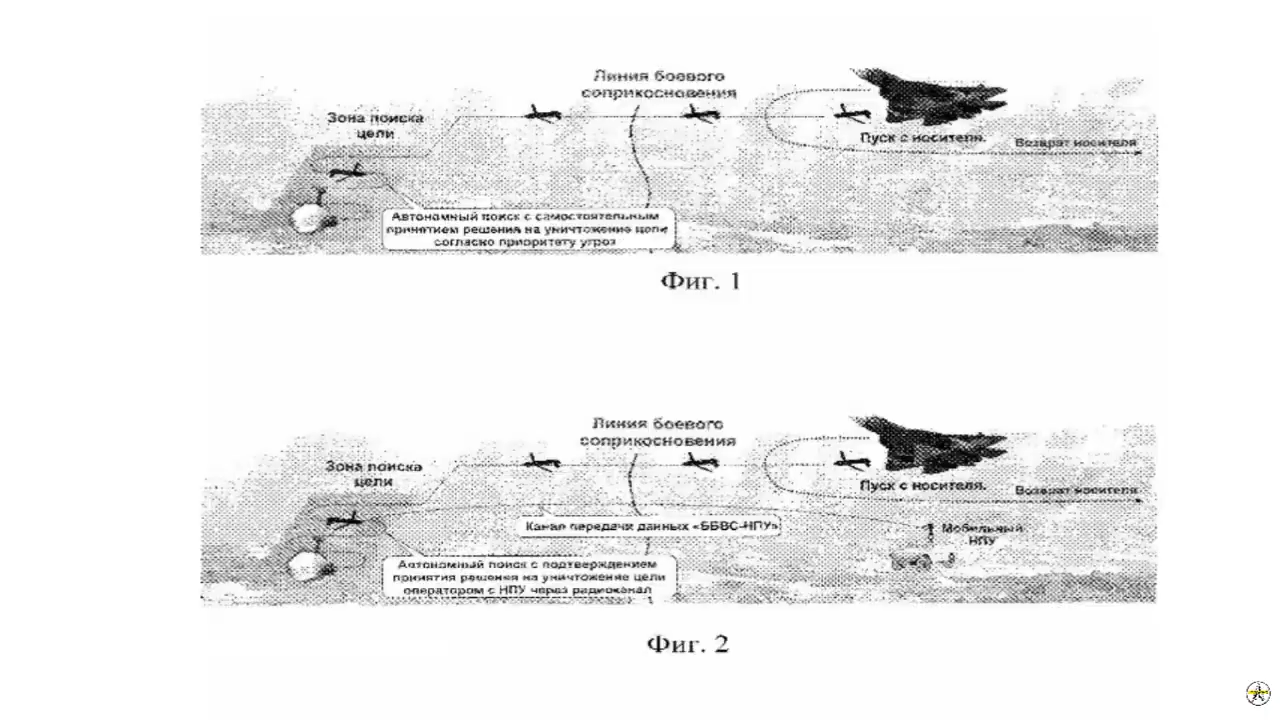 Линия боевого
соприкосновения
Зона поиска
цели
Пуск с носителя.
Возврат носителя
Автономный поиск с самостоятельным
принятием решения на уничтожение цели
согласно приоритету угроз
Фиг. 1
Линия боевого
соприкосновения
Зона поиска
цели
Пуск с носителя.
Возврат носителя
Канал передачи данных «ББВС-НПУ»
Мобильный
НПУ
Автономный поиск с подтверждением
принятия решения на уничтожение цели
оператором с НПУ через радиоканал
Фиг. 2